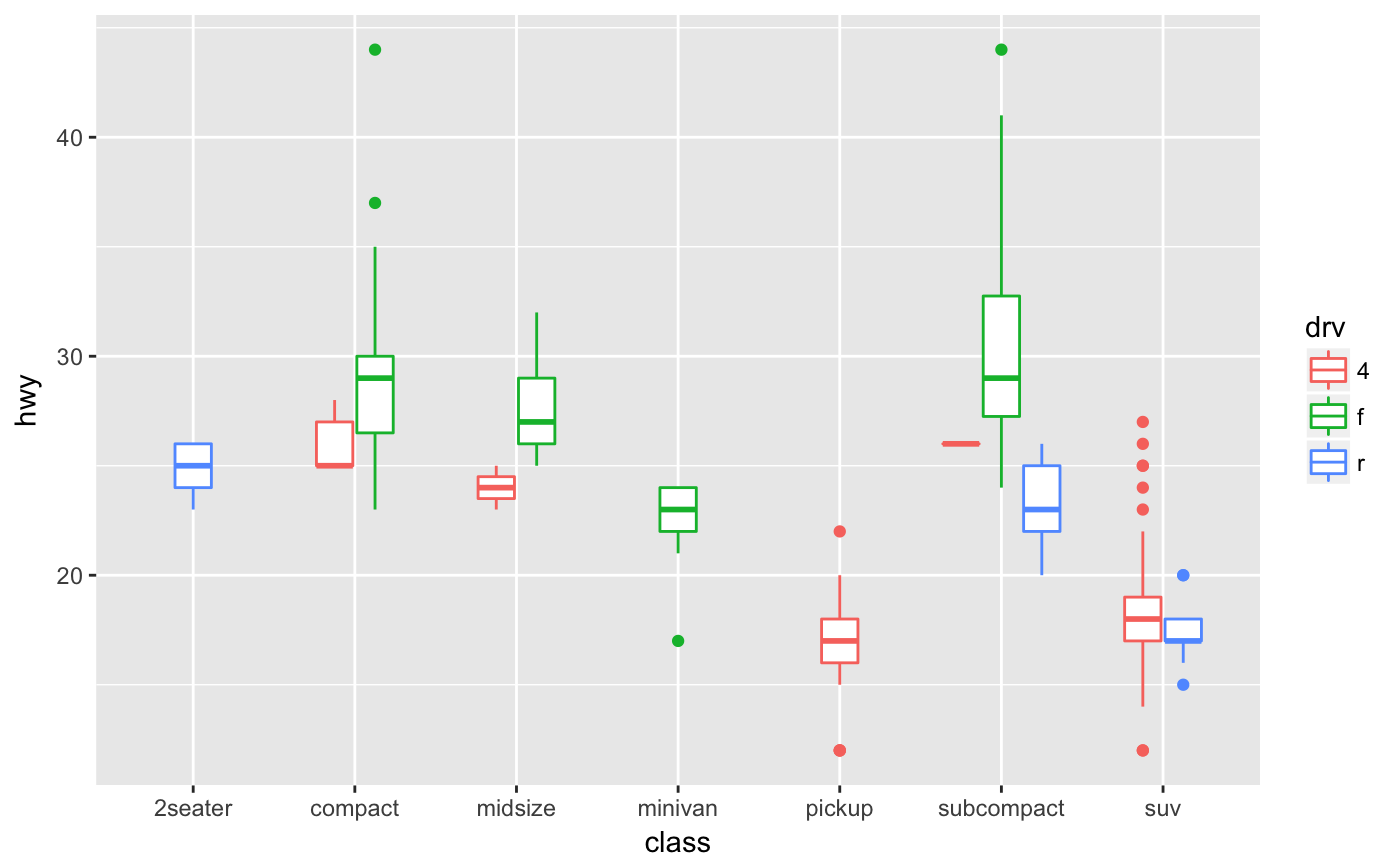 hwy
40
30
20
2seater compact midsize minivan pickup subcompact suv
class
drv
4
f
r